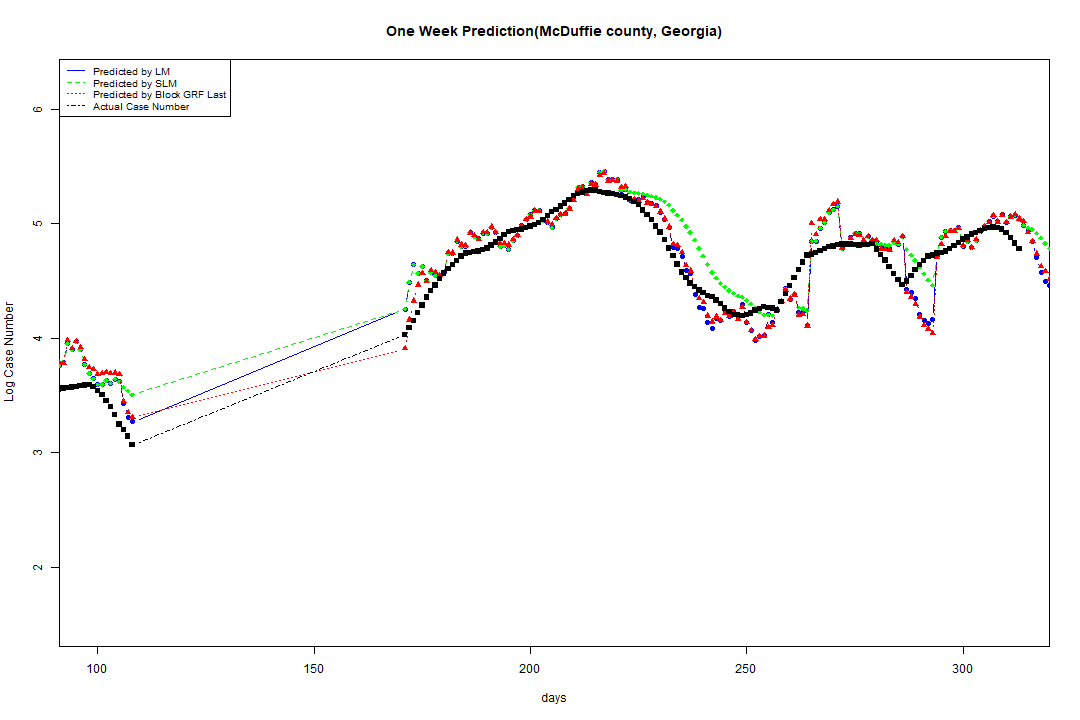 One Week Prediction(McDuffie county, Georgia)
Predicted by LM
Predicted by SLM
Predicted by Block GRF Last
Actual Case Number
6
5
4
3
2
Log Case Number
100 150 200 250 300
days